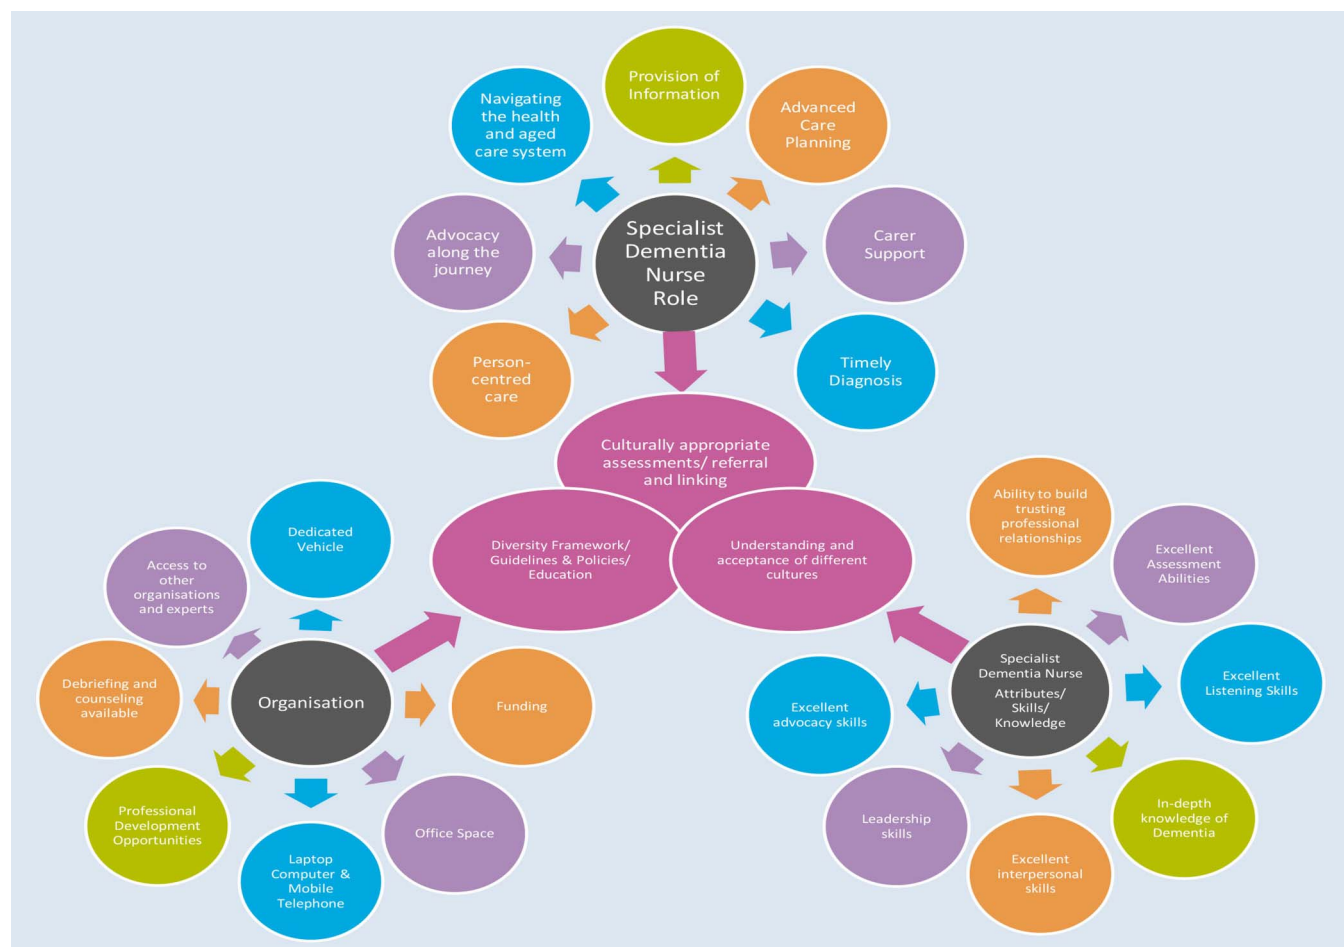 Provision of
Information
Navigating
the health
and aged
care system
Advanced
Care
Planning
Specialist
Dementia
Nurse
Role
Advocacy
along the
journey
Carer
Support
Person-
centred
care
Timely
Diagnosis
Culturally appropriate
assessments/ referral
and linking
Diversity Framework/
Guidelines & Policies/
Education
Understanding and
acceptance of different
cultures
Dedicated
Vehicle
Access to
other
organisations
and experts
Debriefing and
counseling
available
Organisation
Funding
Professional
Development
Opportunities
Laptop
Computer &
Mobile
Telephone
Office Space
Ability to build
trusting
professional
relationships
Excellent
Assessment
Abilities
Specialist
Dementia Nurse
Attributes/
Skills/
Knowledge
Excellent
Listening Skills
Excellent
advocacy skills
Leadership
skills
Excellent
interpersonal
skills
In-depth
knowledge of
Dementia